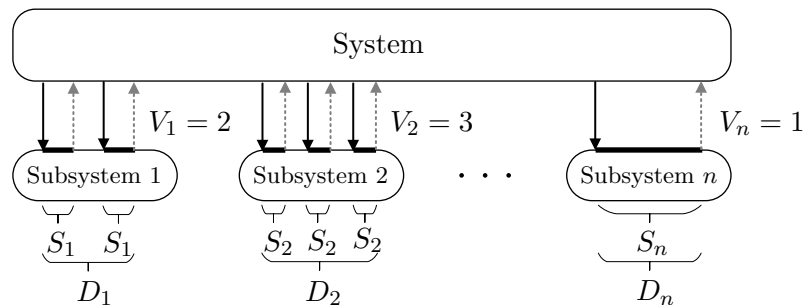 System
V₁ = 2 V₂ = 3 Vₙ = 1
Subsystem 1 Subsystem 2 · · · Subsystem n
S₁ S₁ S₂ S₂ S₂ Sₙ
D₁ D₂ Dₙ